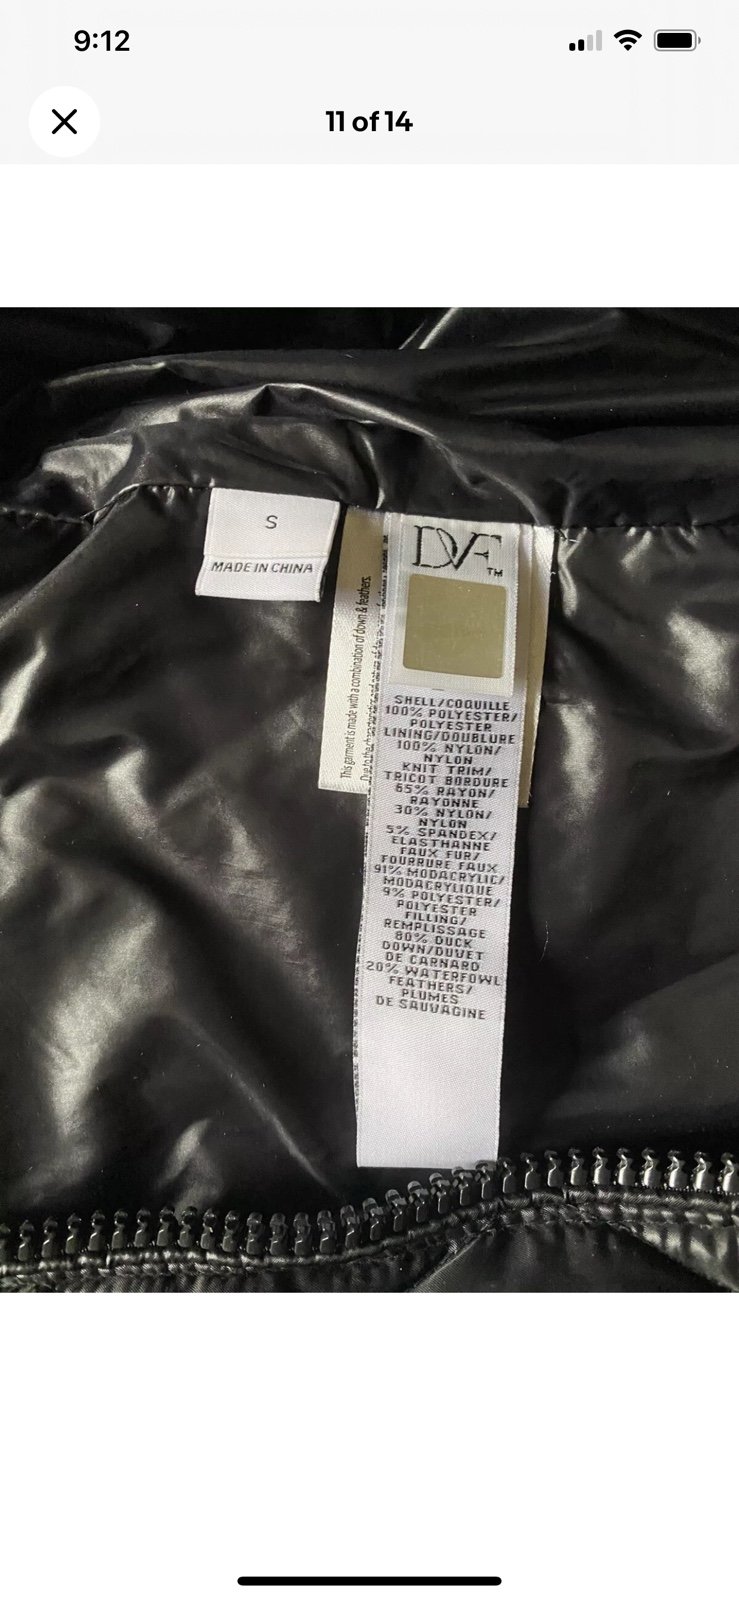 9:12
11 of 14
S
MADE IN CHINA
This garment is made with a combination of down & feathers.
DVF
TM
SHELL/COQUILLE
100% POLYESTER/
POLYESTER
LINING/DOUBLURE
100% NYLON/
NYLON
KNIT TRIM/
TRICOT BORDURE
65% RAYON/
RAYONNE
30% NYLON/
NYLON
5% SPANDEX/
ELASTHANNE
FAUX FUR/
FOURRURE FAUX
91% MODACRYLIC/
MODACRYLIQUE
9% POLYESTER/
POLYESTER
FILLING/
REMPLISSAGE
80% DUCK
DOWN/DUVET
DE CARNARD
20% WATERFOWL
FEATHERS/
PLUMES
DE SAUVAGINE